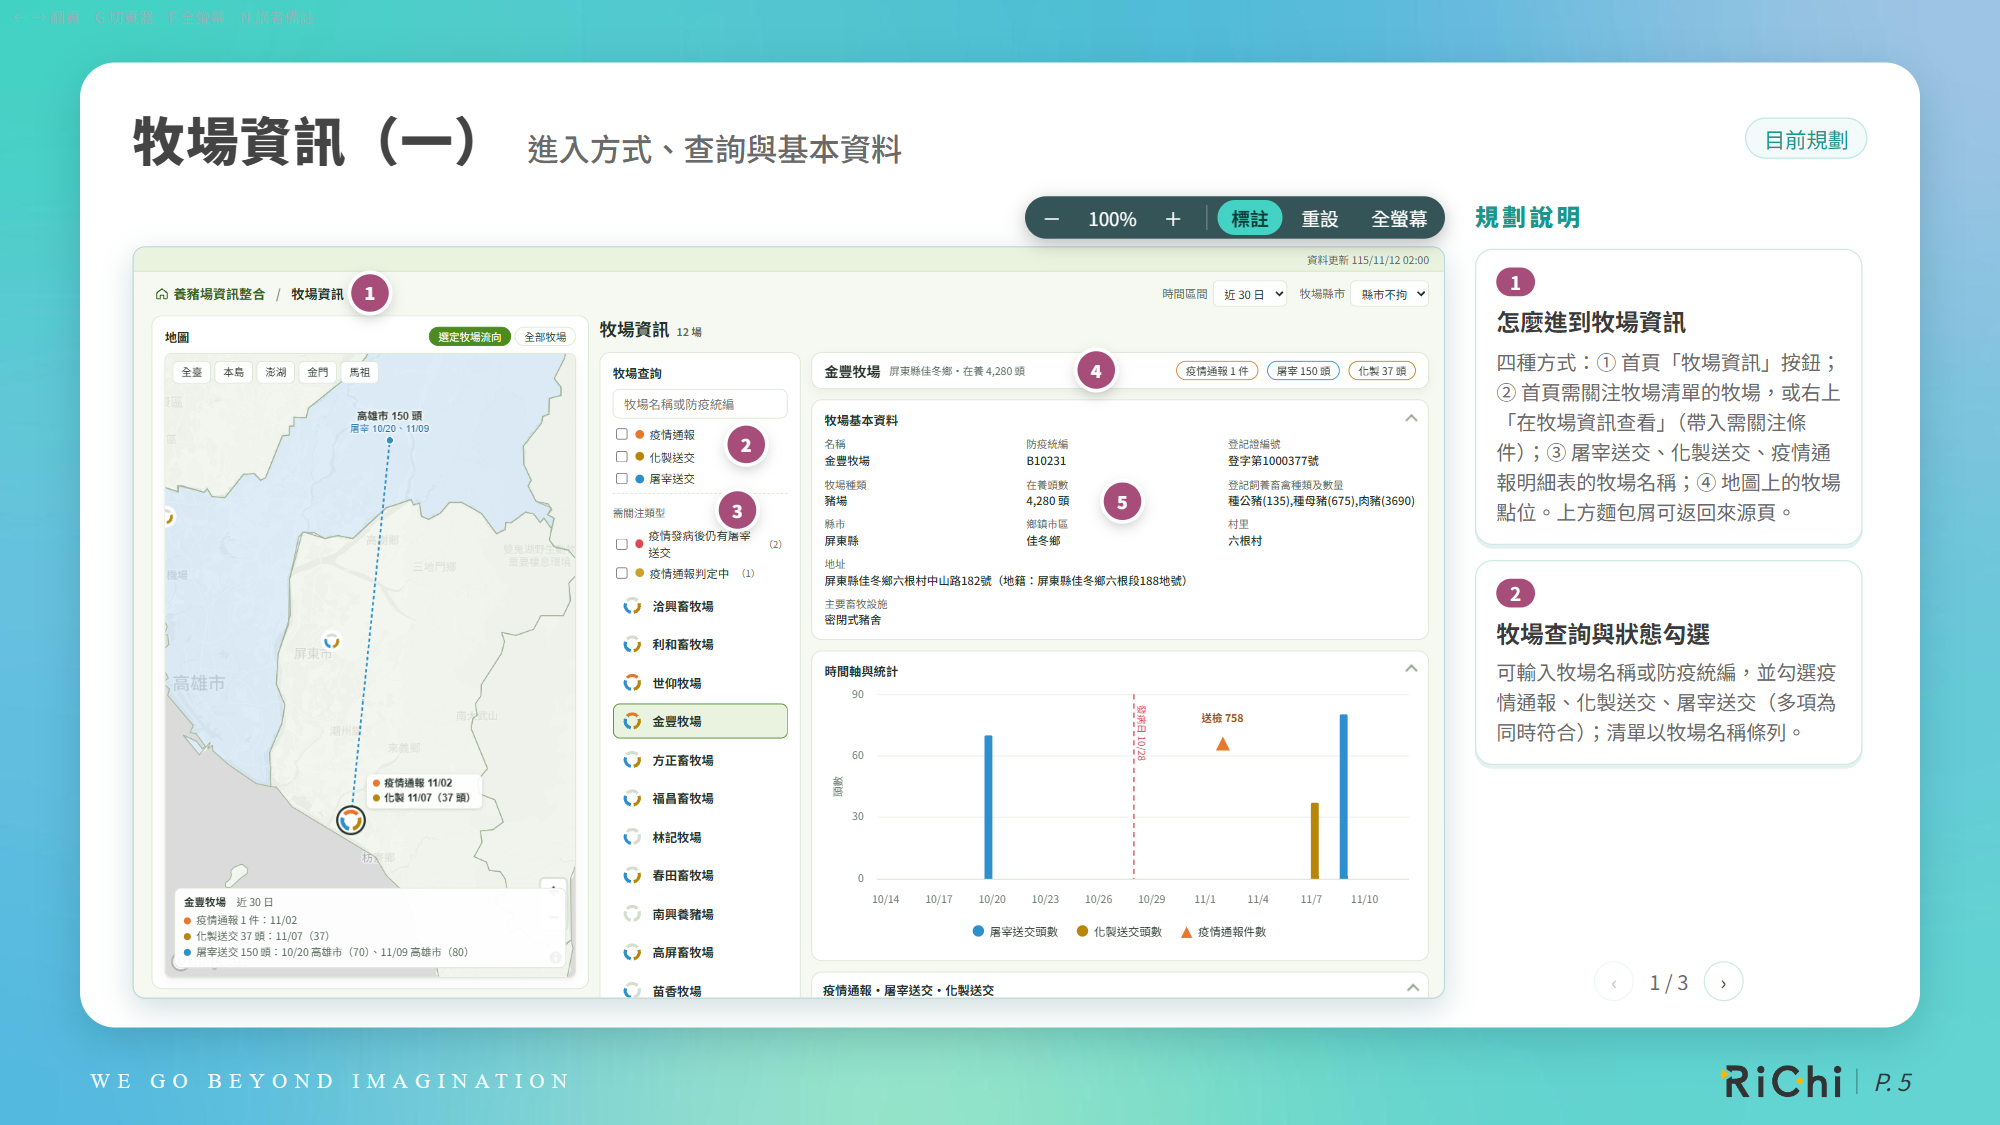 牧場資訊（一） 進入方式、查詢與基本資料
目前規劃
− 100% + 標註 重設 全螢幕
資料更新 115/11/12 02:00
養豬場資訊整合 / 牧場資訊 1
時間區間 近 30 日 牧場縣市 縣市不拘
地圖 選定牧場流向 全部牧場
全臺 本島 澎湖 金門 馬祖
高雄市 150 頭
屠宰 10/20、11/09
三地門鄉
屏東市
高雄市
來義鄉
疫情通報 11/02
化製 11/07（37 頭）
金豐牧場 近 30 日
疫情通報 1 件：11/02
化製送交 37 頭：11/07（37）
屠宰送交 150 頭：10/20 高雄市（70）、11/09 高雄市（80）
牧場資訊 12 場
牧場查詢
牧場名稱或防疫統編
疫情通報
化製送交
屠宰送交
2
3
需關注類型
疫情發病後仍有屠宰送交 （2）
疫情通報判定中 （1）
洽興畜牧場
利和畜牧場
世仰牧場
金豐牧場
方正畜牧場
福昌畜牧場
林記牧場
春田畜牧場
南興養豬場
高屏畜牧場
苗香牧場
金豐牧場 屏東縣佳冬鄉・在養 4,280 頭 4 疫情通報 1 件 屠宰 150 頭 化製 37 頭
牧場基本資料
名稱 防疫統編 登記證編號
金豐牧場 B10231 登字第1000377號
牧場種類 在養頭數 登記飼養畜禽種類及數量
豬場 4,280 頭 5 種公豬(135),種母豬(675),肉豬(3690)
縣市 鄉鎮市區 村里
屏東縣 佳冬鄉 六根村
地址
屏東縣佳冬鄉六根村中山路182號（地籍：屏東縣佳冬鄉六根段188地號）
主要畜牧設施
密閉式豬舍
時間軸與統計
90
60
30
0
頭數
發病日 10/28
送檢 758
10/14 10/17 10/20 10/23 10/26 10/29 11/1 11/4 11/7 11/10
屠宰送交頭數 化製送交頭數 疫情通報件數
疫情通報・屠宰送交・化製送交
規劃說明
1
怎麼進到牧場資訊
四種方式：① 首頁「牧場資訊」按鈕；
② 首頁需關注牧場清單的牧場，或右上
「在牧場資訊查看」（帶入需關注條
件）；③ 屠宰送交、化製送交、疫情通
報明細表的牧場名稱；④ 地圖上的牧場
點位。上方麵包屑可返回來源頁。
2
牧場查詢與狀態勾選
可輸入牧場名稱或防疫統編，並勾選疫
情通報、化製送交、屠宰送交（多項為
同時符合）；清單以牧場名稱條列。
‹ 1 / 3 ›
WE GO BEYOND IMAGINATION
RiChi P. 5